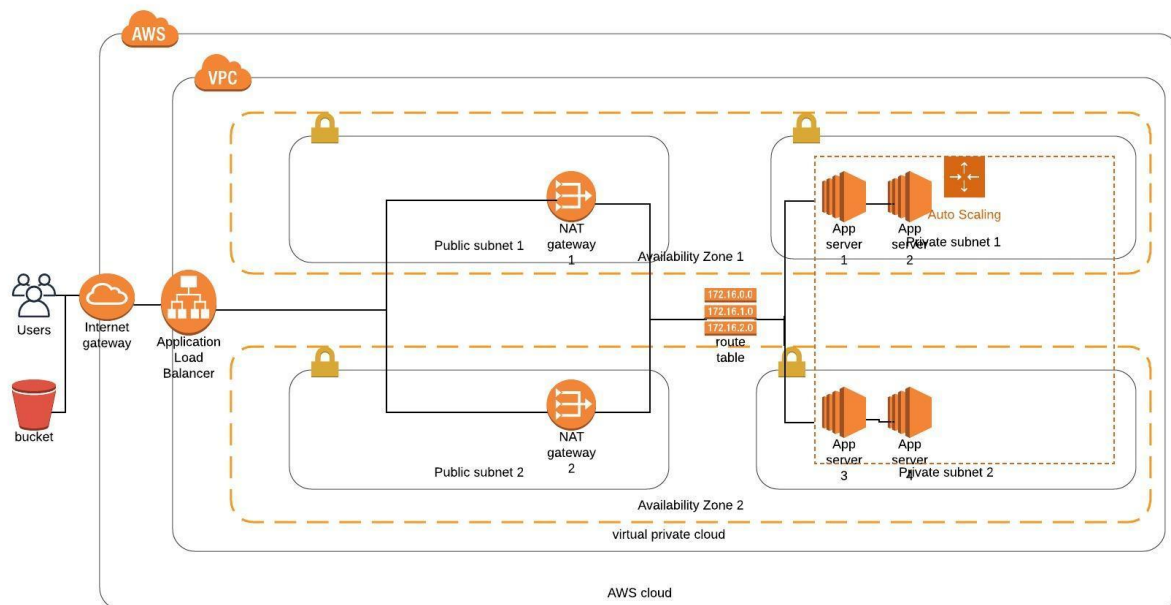 AWS
VPC
Auto Scaling
App
server
1
App
server
2
Private subnet 1
NAT
gateway
1
Public subnet 1
Availability Zone 1
Users
Internet
gateway
Application
Load
Balancer
172.16.0.0
172.16.1.0
172.16.2.0
route
table
bucket
NAT
gateway
2
Public subnet 2
App
server
3
App
server
4
Private subnet 2
Availability Zone 2
virtual private cloud
AWS cloud